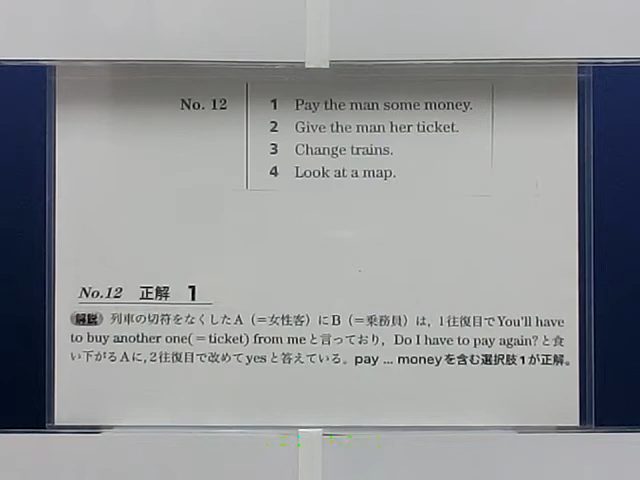 No. 12
1 Pay the man some money.
2 Give the man her ticket.
3 Change trains.
4 Look at a map.
No.12 正解 1
解説 列車の切符をなくしたA（＝女性客）にB（＝乗務員）は，1往復目でYou'll have
to buy another one(＝ticket) from meと言っており，Do I have to pay again?と食
い下がるAに，2往復目で改めてyesと答えている。pay ... moneyを含む選択肢1が正解。